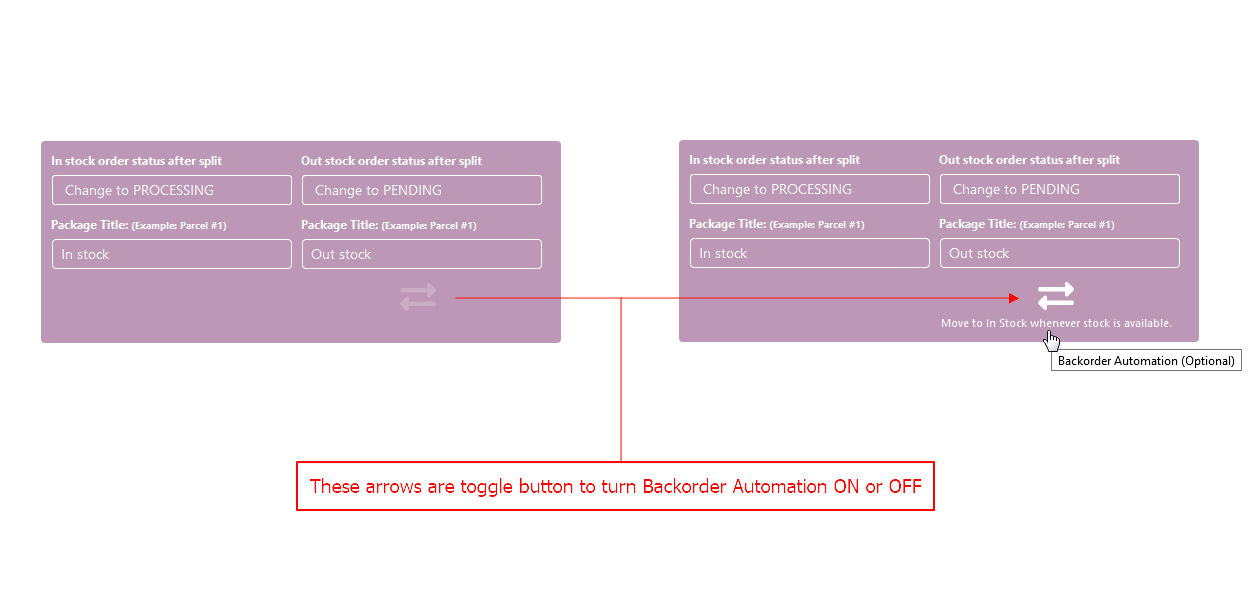 In stock order status after split
Out stock order status after split
Change to PROCESSING
Change to PENDING
Package Title: (Example: Parcel #1)
Package Title: (Example: Parcel #1)
In stock
Out stock
In stock order status after split
Out stock order status after split
Change to PROCESSING
Change to PENDING
Package Title: (Example: Parcel #1)
Package Title: (Example: Parcel #1)
In stock
Out stock
Move to In Stock whenever stock is available.
Backorder Automation (Optional)
These arrows are toggle button to turn Backorder Automation ON or OFF